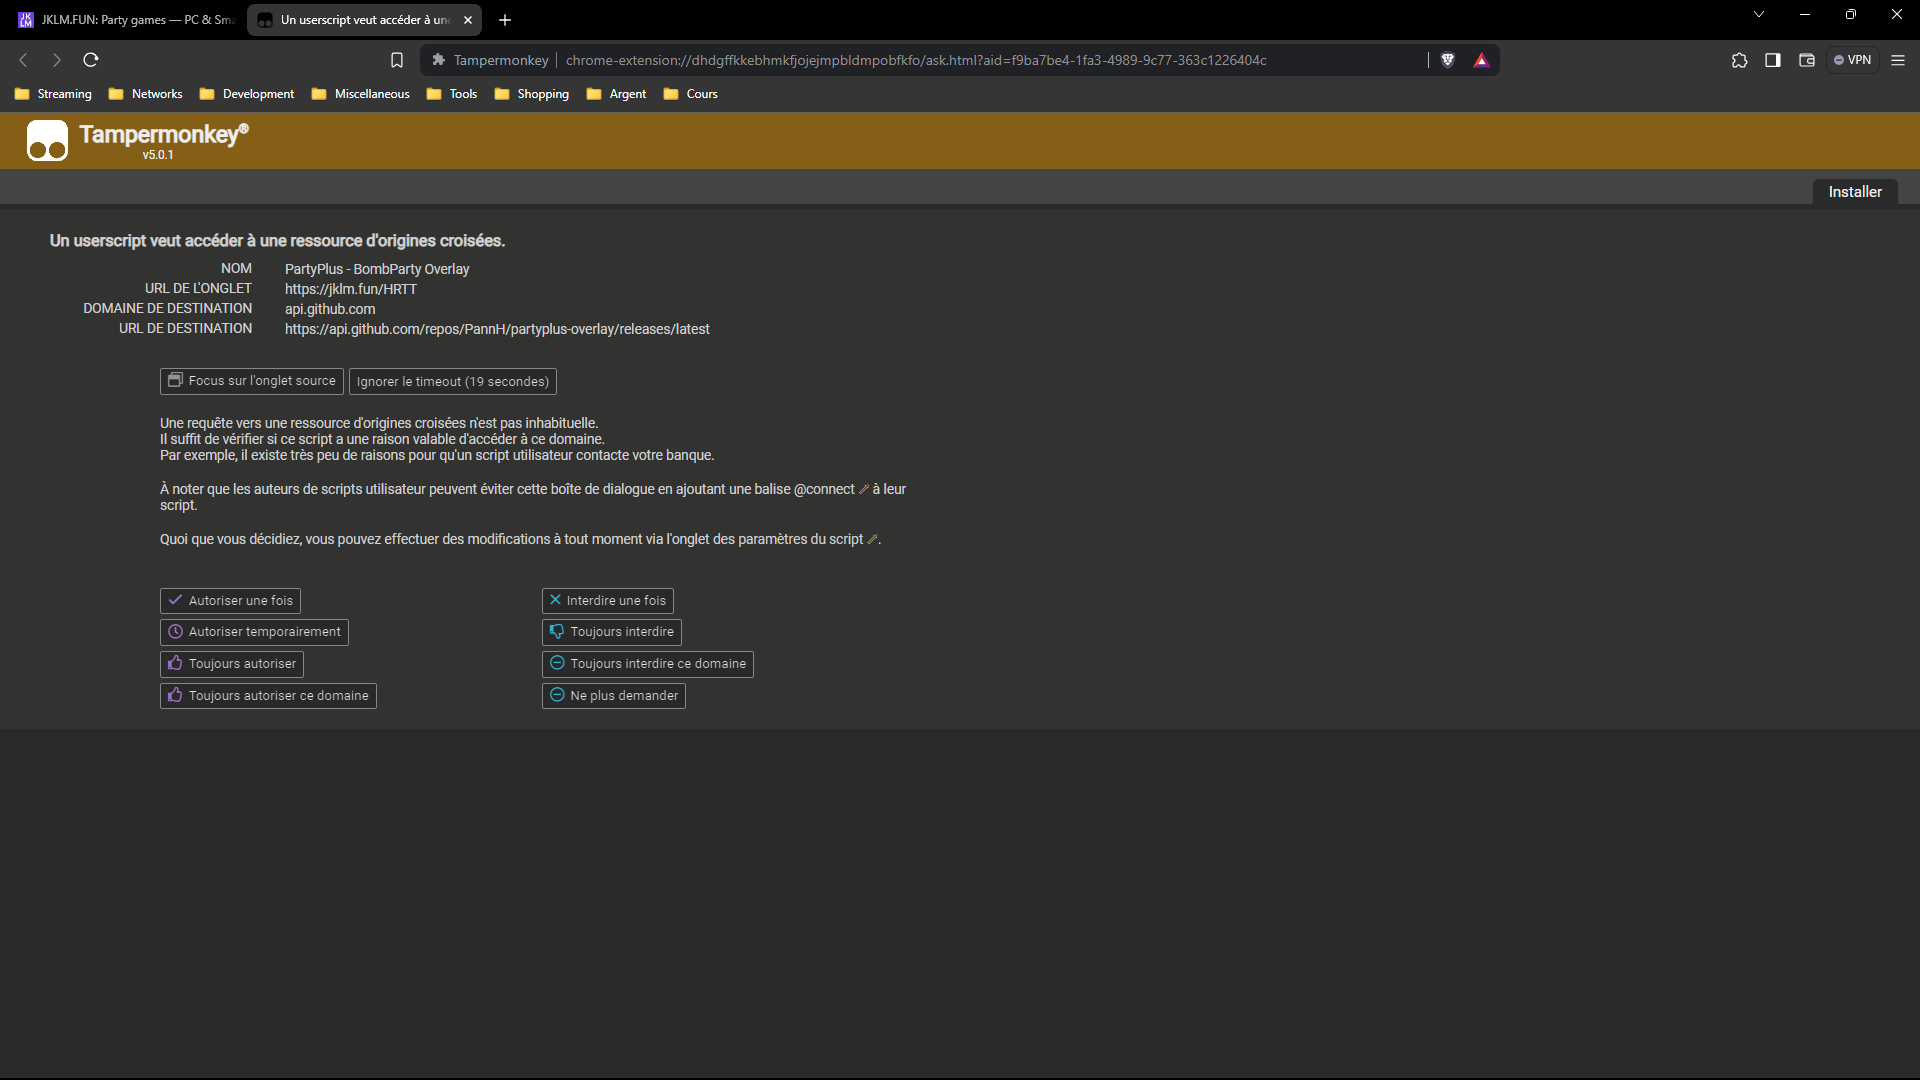 JKLM.FUN: Party games — PC & Sma
Un userscript veut accéder à une
Tampermonkey
chrome-extension://dhdgffkkebhmkfjojejmpbldmpobfkfo/ask.html?aid=f9ba7be4-1fa3-4989-9c77-363c1226404c
VPN
Streaming
Networks
Development
Miscellaneous
Tools
Shopping
Argent
Cours
Tampermonkey®
v5.0.1
Installer
Un userscript veut accéder à une ressource d'origines croisées.
NOM PartyPlus - BombParty Overlay
URL DE L'ONGLET https://jklm.fun/HRTT
DOMAINE DE DESTINATION api.github.com
URL DE DESTINATION https://api.github.com/repos/PannH/partyplus-overlay/releases/latest
Focus sur l'onglet source
Ignorer le timeout (19 secondes)
Une requête vers une ressource d'origines croisées n'est pas inhabituelle.
Il suffit de vérifier si ce script a une raison valable d'accéder à ce domaine.
Par exemple, il existe très peu de raisons pour qu'un script utilisateur contacte votre banque.
À noter que les auteurs de scripts utilisateur peuvent éviter cette boîte de dialogue en ajoutant une balise @connect à leur
script.
Quoi que vous décidiez, vous pouvez effectuer des modifications à tout moment via l'onglet des paramètres du script .
Autoriser une fois
Autoriser temporairement
Toujours autoriser
Toujours autoriser ce domaine
Interdire une fois
Toujours interdire
Toujours interdire ce domaine
Ne plus demander